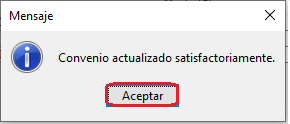 Mensaje
Convenio actualizado satisfactoriamente.
Aceptar